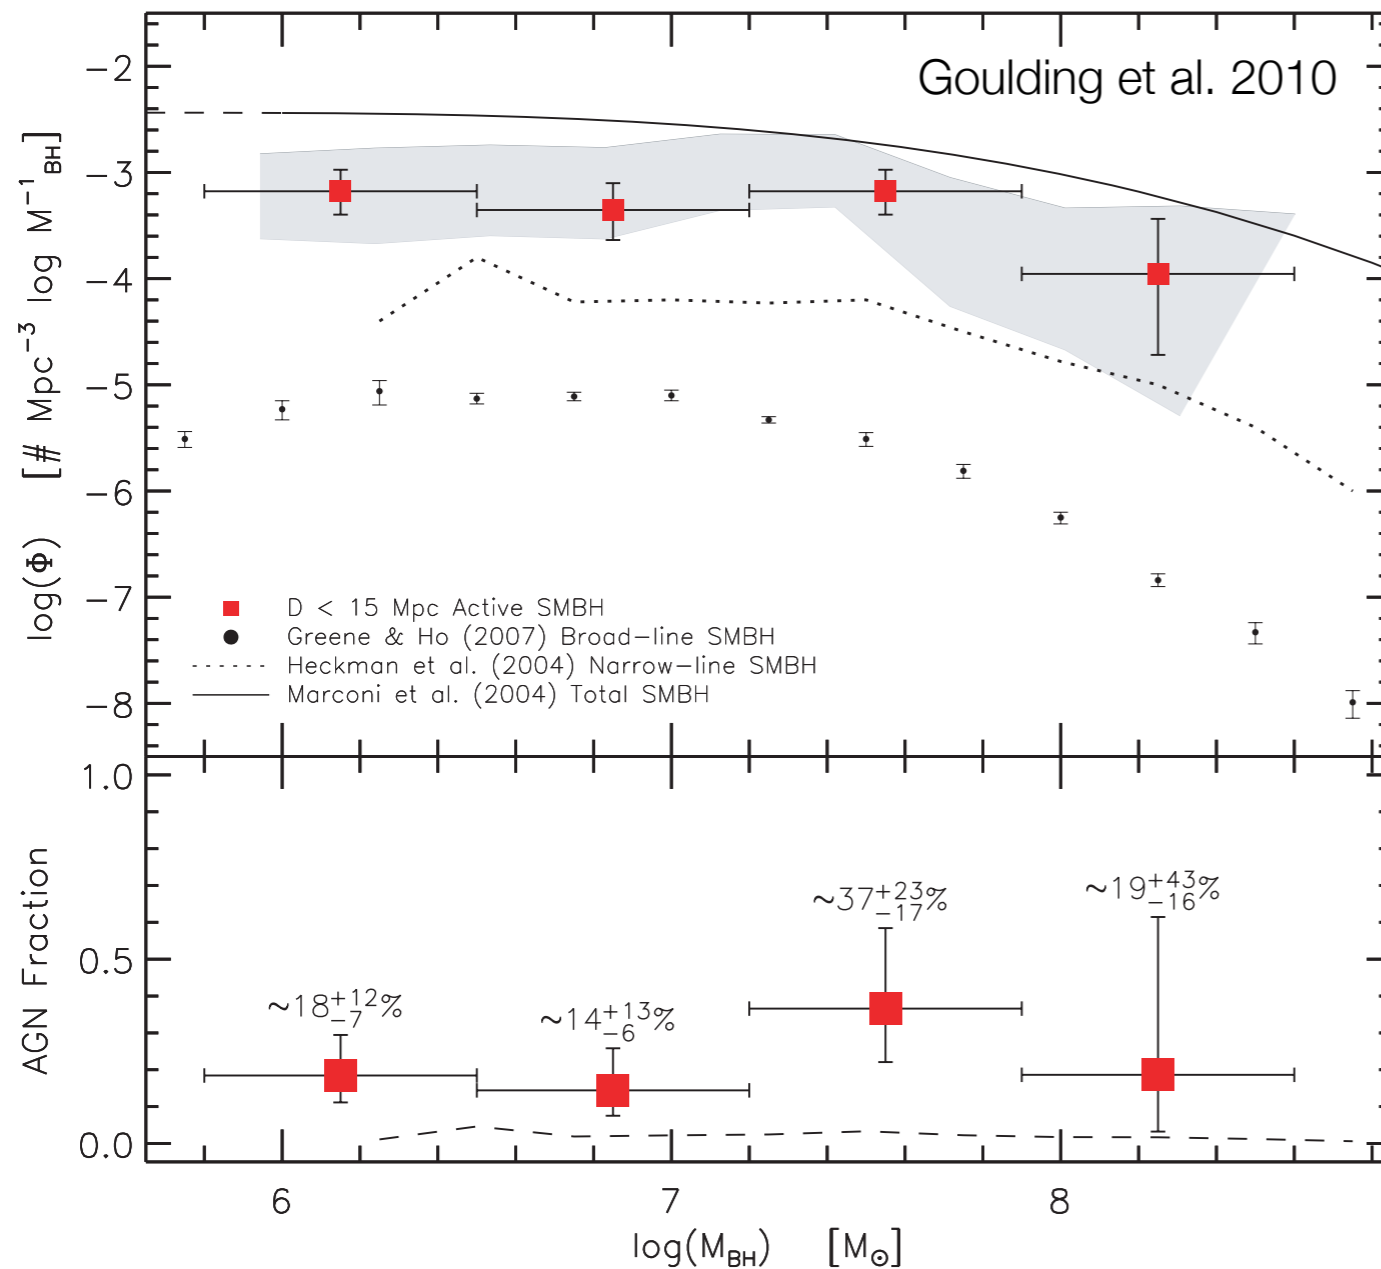 Goulding et al. 2010
−2
−3
−4
−5
−6
−7
−8
log(Φ) [# Mpc⁻³ log M⁻¹BH]
D < 15 Mpc Active SMBH
Greene & Ho (2007) Broad−line SMBH
Heckman et al. (2004) Narrow−line SMBH
Marconi et al. (2004) Total SMBH
1.0
0.5
0.0
AGN Fraction
~18+12−7%
~14+13−6%
~37+23−17%
~19+43−16%
6 7 8
log(MBH) [M⊙]